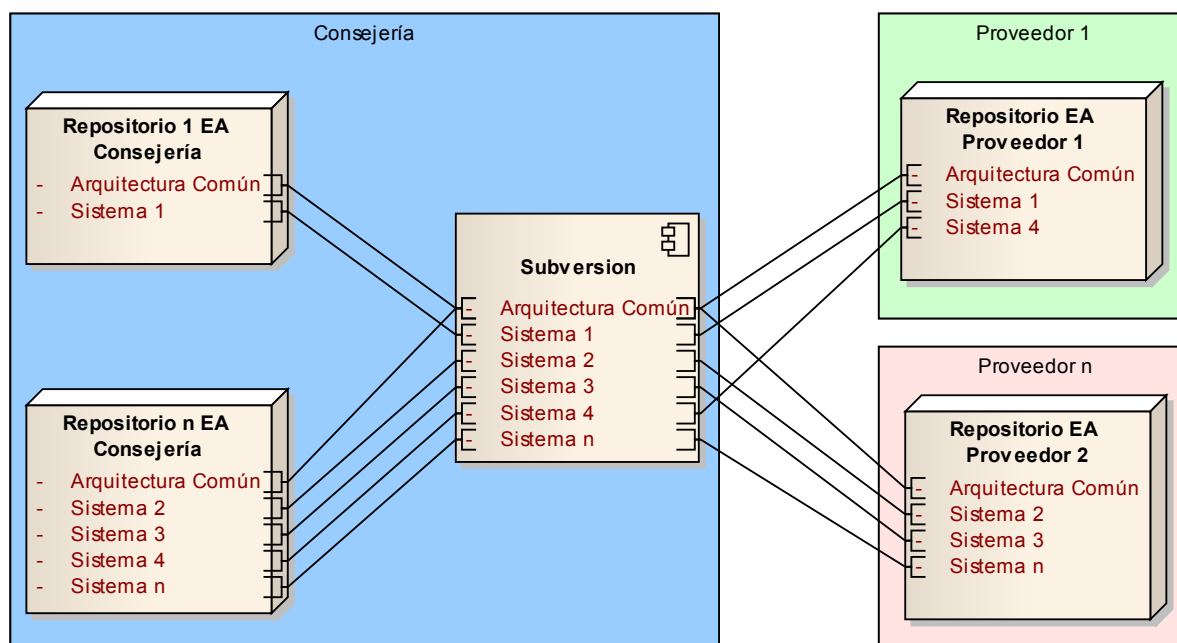 Consejería
Repositorio 1 EA
Consejería
- Arquitectura Común
- Sistema 1
Repositorio n EA
Consejería
- Arquitectura Común
- Sistema 2
- Sistema 3
- Sistema 4
- Sistema n
Subversion
- Arquitectura Común
- Sistema 1
- Sistema 2
- Sistema 3
- Sistema 4
- Sistema n
Proveedor 1
Repositorio EA
Proveedor 1
- Arquitectura Común
- Sistema 1
- Sistema 4
Proveedor n
Repositorio EA
Proveedor 2
- Arquitectura Común
- Sistema 2
- Sistema 3
- Sistema n